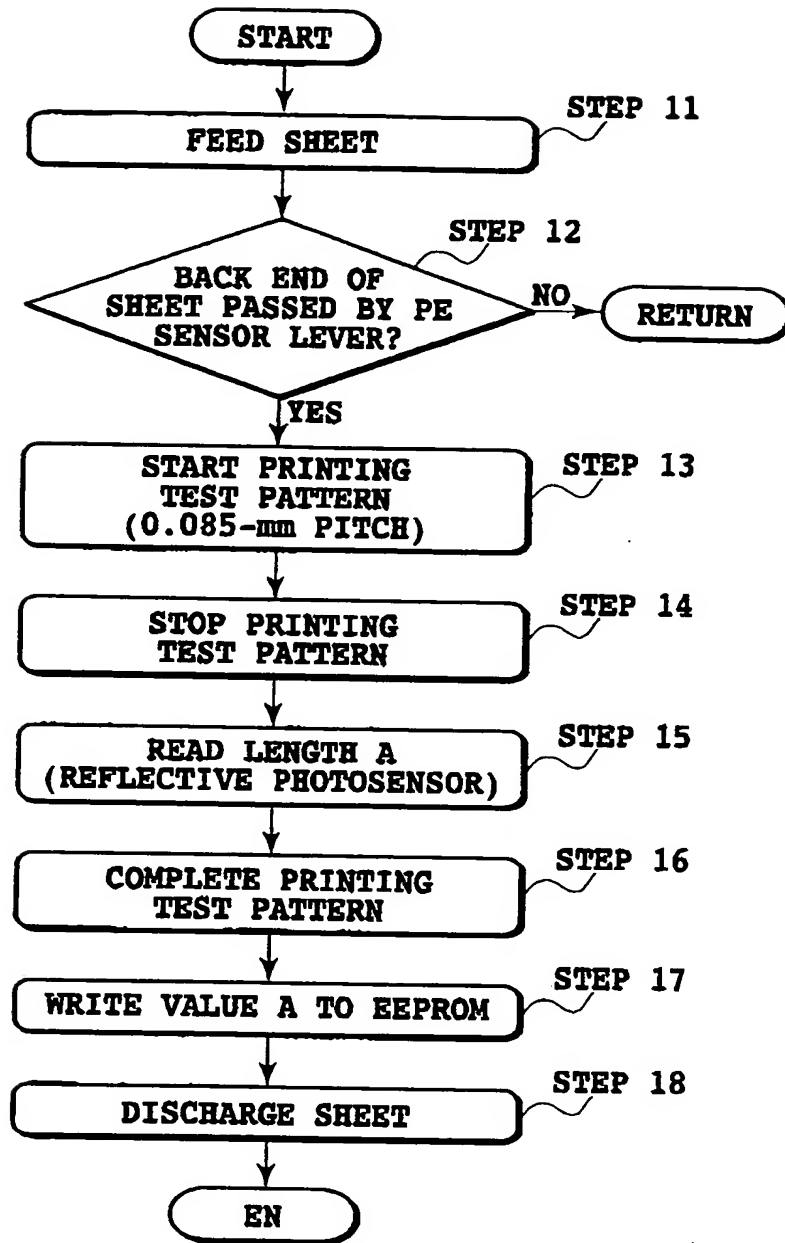 START
STEP 11
FEED SHEET
STEP 12
BACK END OF
SHEET PASSED BY PE
SENSOR LEVER?
NO
RETURN
YES
STEP 13
START PRINTING
TEST PATTERN
(0.085-mm PITCH)
STEP 14
STOP PRINTING
TEST PATTERN
STEP 15
READ LENGTH A
(REFLECTIVE PHOTOSENSOR)
STEP 16
COMPLETE PRINTING
TEST PATTERN
STEP 17
WRITE VALUE A TO EEPROM
STEP 18
DISCHARGE SHEET
EN